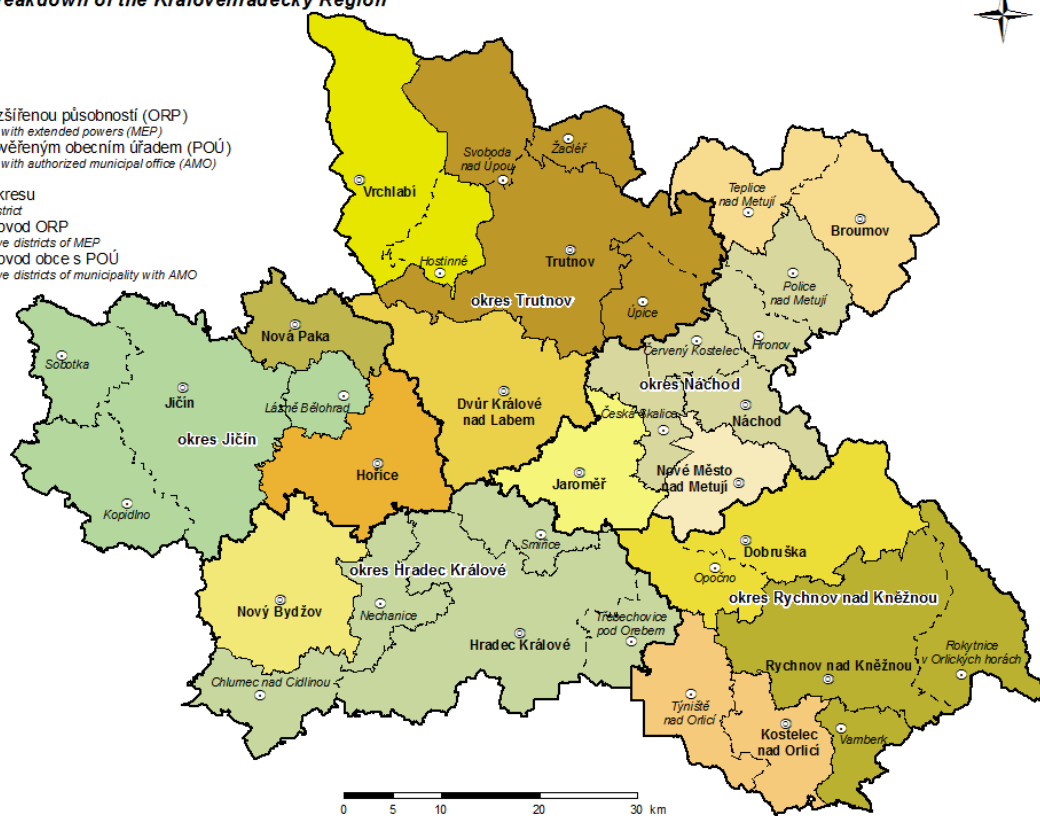 eakdown of the Královéhradecký Region
zšířenou působností (ORP)
with extended powers (MEP)
věřeným obecním úřadem (POÚ)
with authorized municipal office (AMO)
kresu
strict
bvod ORP
ve districts of MEP
bvod obce s POÚ
ve districts of municipality with AMO
Žacléř
Svoboda
nad Úpou
Vrchlabí
Teplice
nad Metují
Broumov
Hostinné
Trutnov
Police
nad Metují
okres Trutnov
Úpice
Nová Paka
Hronov
Červený Kostelec
Sobotka
okres Náchod
Jičín
Lázně Bělohrad
Dvůr Králové
nad Labem
Česká Skalice
Náchod
okres Jičín
Hořice
Jaroměř
Nové Město
nad Metují
Kopidlno
Smiřice
Dobruška
okres Hradec Králové
Opočno
okres Rychnov nad Kněžnou
Nový Bydžov
Nechanice
Třebechovice
pod Orebem
Hradec Králové
Rokytnice
v Orlických horách
Rychnov nad Kněžnou
Chlumec nad Cidlinou
Týniště
nad Orlicí
Kostelec
nad Orlicí
Vamberk
0 5 10 20 30 km